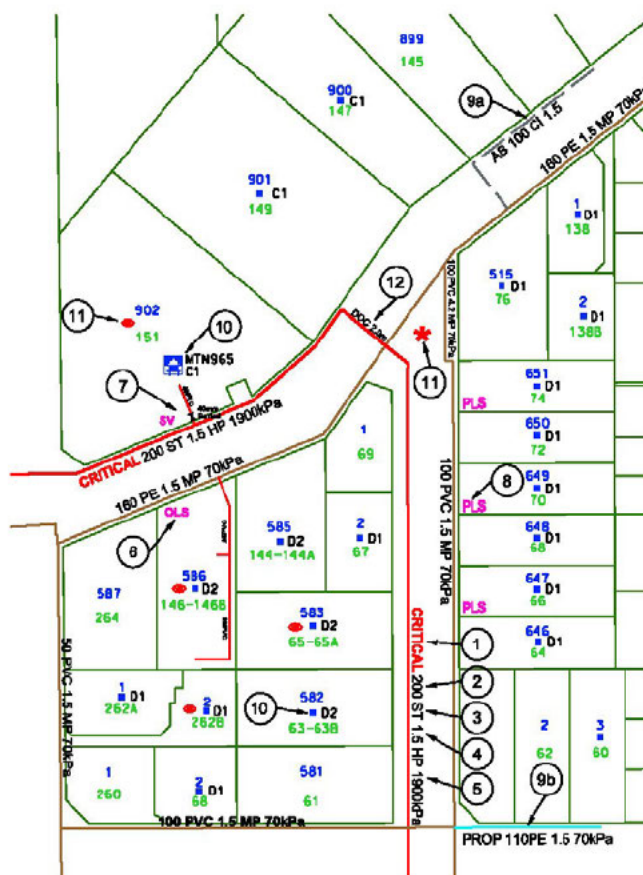 899
145
900
C1
147
9a
AB 100 CI 1.5
160 PE 1.5 MP 70kPa
901
C1
149
1
D1
138
12
515
D1
76
100 PVC 4.2 MP 70kPa
2
D1
138B
11
902
151
10
MTN965
C1
11
7
SV
CRITICAL 200 ST 1.5 HP 1900kPa
160 PE 1.5 MP 70kPa
651
D1
PLS
74
650
D1
72
1
69
649
D1
8
PLS
70
100 PVC 1.5 MP 70kPa
OLS
6
585
D2
144-144A
2
D1
67
648
D1
68
587
264
586
D2
146-146B
647
D1
PLS
66
583
D2
65-65A
646
D1
64
CRITICAL 200 ST 1.5 HP 1900kPa
1
2
3
4
5
50 PVC 1.5 MP 70kPa
1
D1
262A
2
D1
262B
10
582
D2
63-63B
2
62
3
60
1
260
2
D1
68
581
61
9b
100 PVC 1.5 MP 70kPa
PROP 110PE 1.5 70kPa